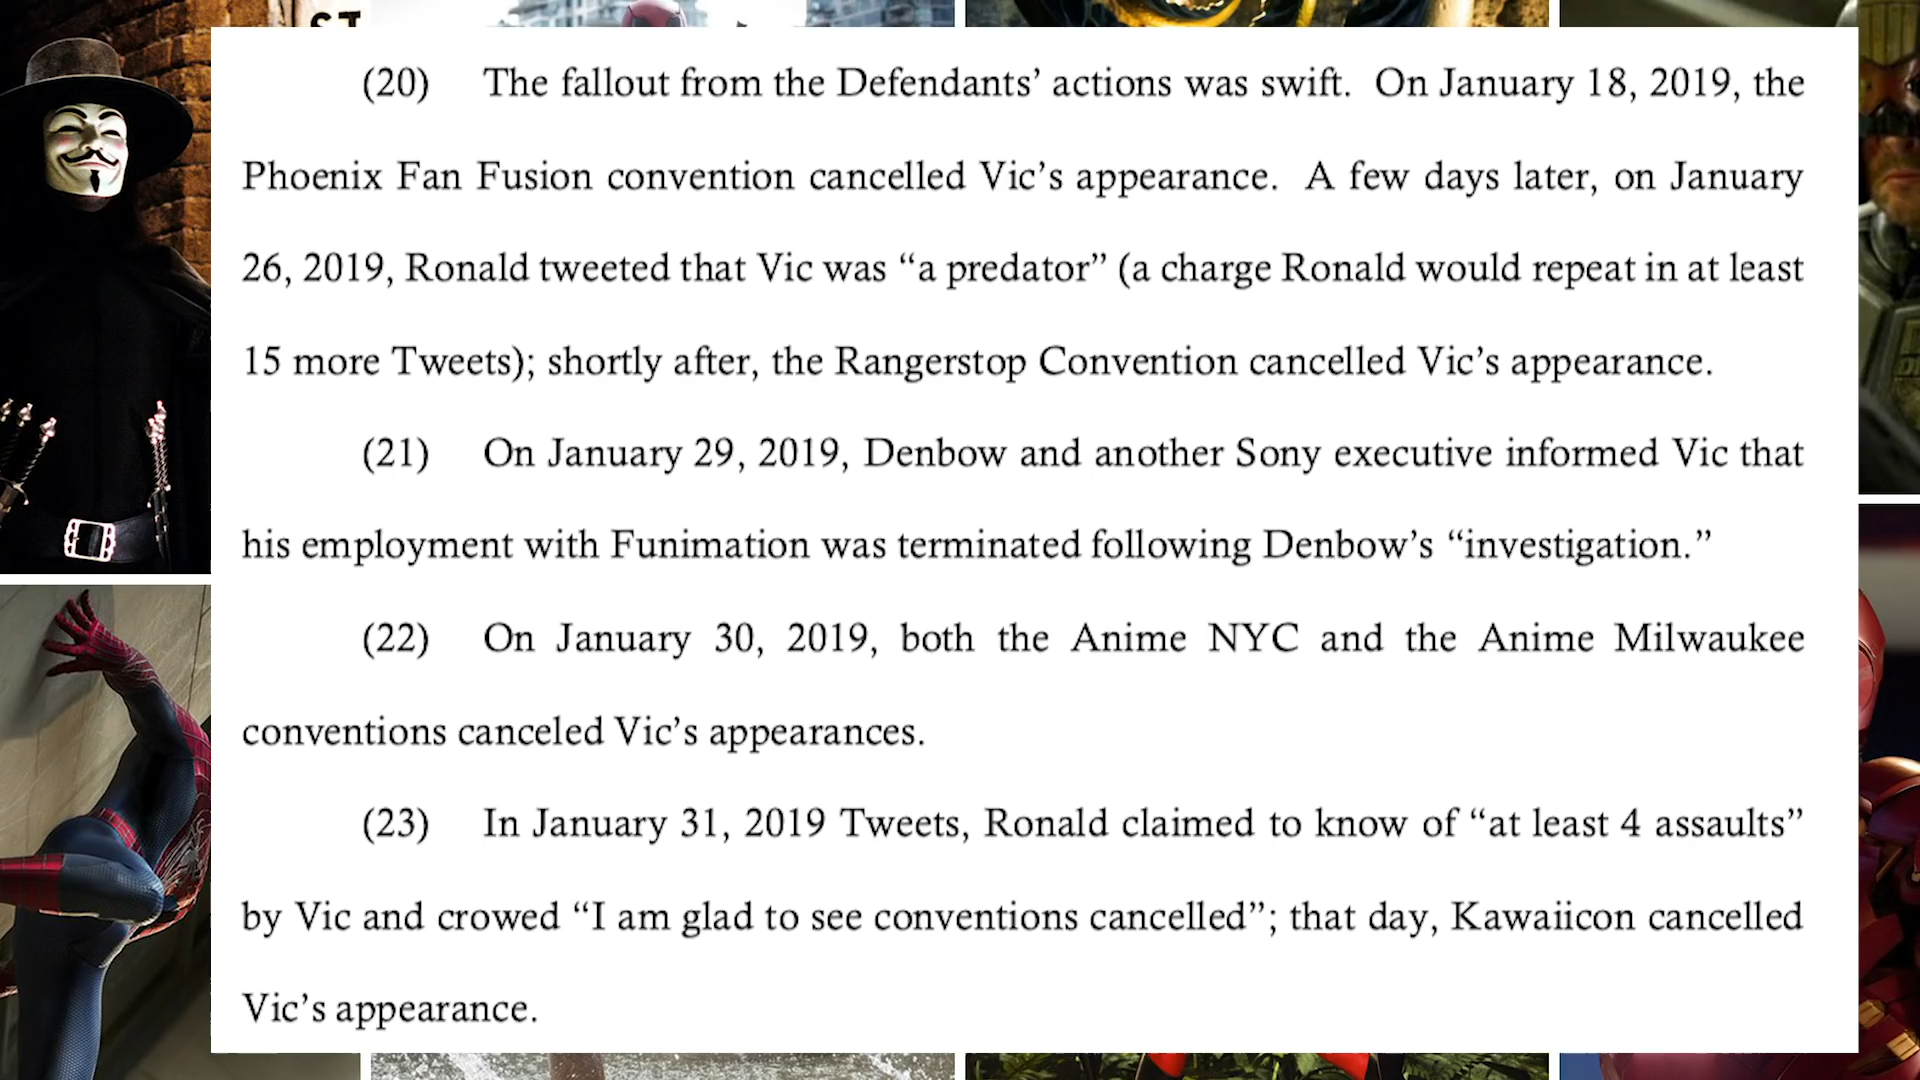 ST
(20) The fallout from the Defendants’ actions was swift. On January 18, 2019, the
Phoenix Fan Fusion convention cancelled Vic’s appearance. A few days later, on January
26, 2019, Ronald tweeted that Vic was “a predator” (a charge Ronald would repeat in at least
15 more Tweets); shortly after, the Rangerstop Convention cancelled Vic’s appearance.
(21) On January 29, 2019, Denbow and another Sony executive informed Vic that
his employment with Funimation was terminated following Denbow’s “investigation.”
(22) On January 30, 2019, both the Anime NYC and the Anime Milwaukee
conventions canceled Vic’s appearances.
(23) In January 31, 2019 Tweets, Ronald claimed to know of “at least 4 assaults”
by Vic and crowed “I am glad to see conventions cancelled”; that day, Kawaiicon cancelled
Vic’s appearance.